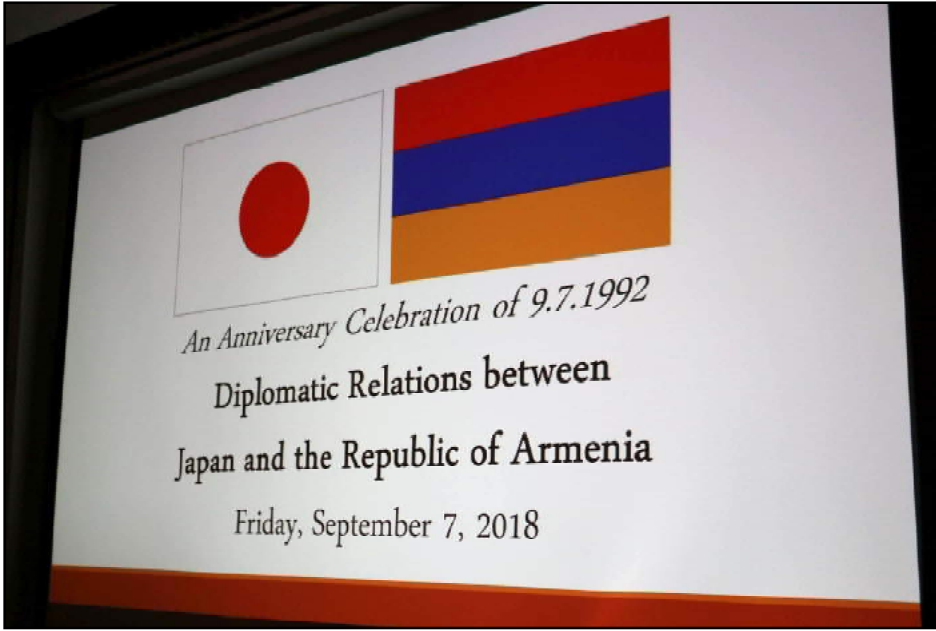 An Anniversary Celebration of 9.7.1992
Diplomatic Relations between
Japan and the Republic of Armenia
Friday, September 7, 2018